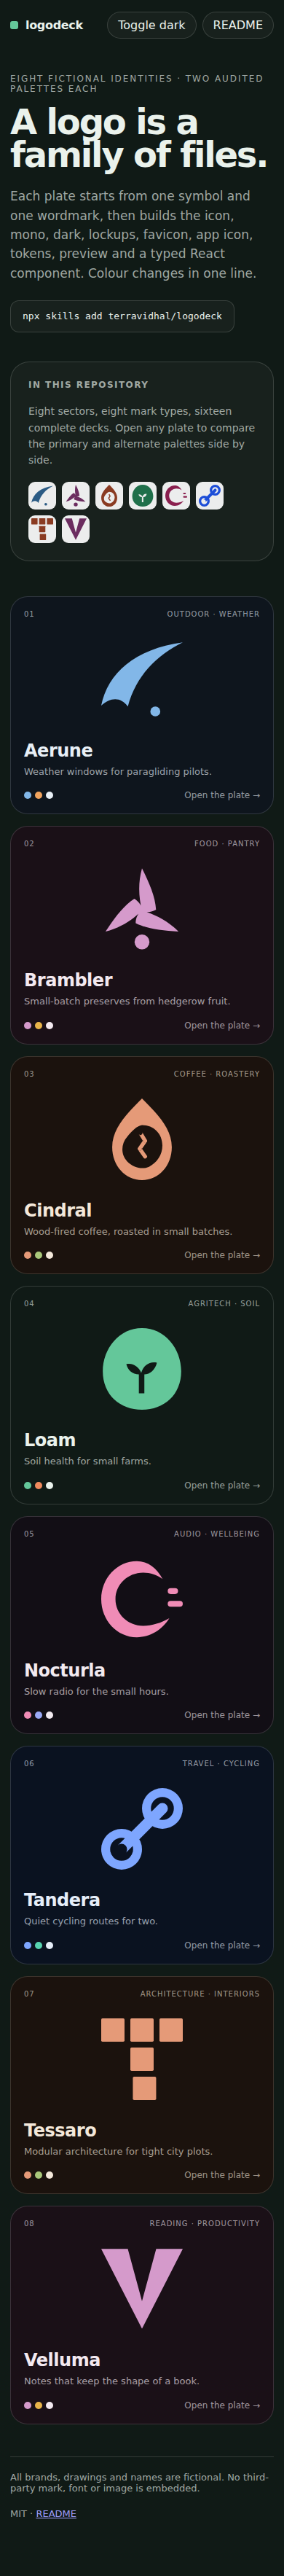 logodeck
Toggle dark
README
EIGHT FICTIONAL IDENTITIES · TWO AUDITED
PALETTES EACH
A logo is a
family of files.
Each plate starts from one symbol and
one wordmark, then builds the icon,
mono, dark, lockups, favicon, app icon,
tokens, preview and a typed React
component. Colour changes in one line.
npx skills add terravidhal/logodeck
IN THIS REPOSITORY
Eight sectors, eight mark types, sixteen
complete decks. Open any plate to compare
the primary and alternate palettes side by
side.
01
OUTDOOR · WEATHER
Aerune
Weather windows for paragliding pilots.
Open the plate →
02
FOOD · PANTRY
Brambler
Small-batch preserves from hedgerow fruit.
Open the plate →
03
COFFEE · ROASTERY
Cindral
Wood-fired coffee, roasted in small batches.
Open the plate →
04
AGRITECH · SOIL
Loam
Soil health for small farms.
Open the plate →
05
AUDIO · WELLBEING
Nocturla
Slow radio for the small hours.
Open the plate →
06
TRAVEL · CYCLING
Tandera
Quiet cycling routes for two.
Open the plate →
07
ARCHITECTURE · INTERIORS
Tessaro
Modular architecture for tight city plots.
Open the plate →
08
READING · PRODUCTIVITY
Velluma
Notes that keep the shape of a book.
Open the plate →
All brands, drawings and names are fictional. No third-
party mark, font or image is embedded.
MIT · README